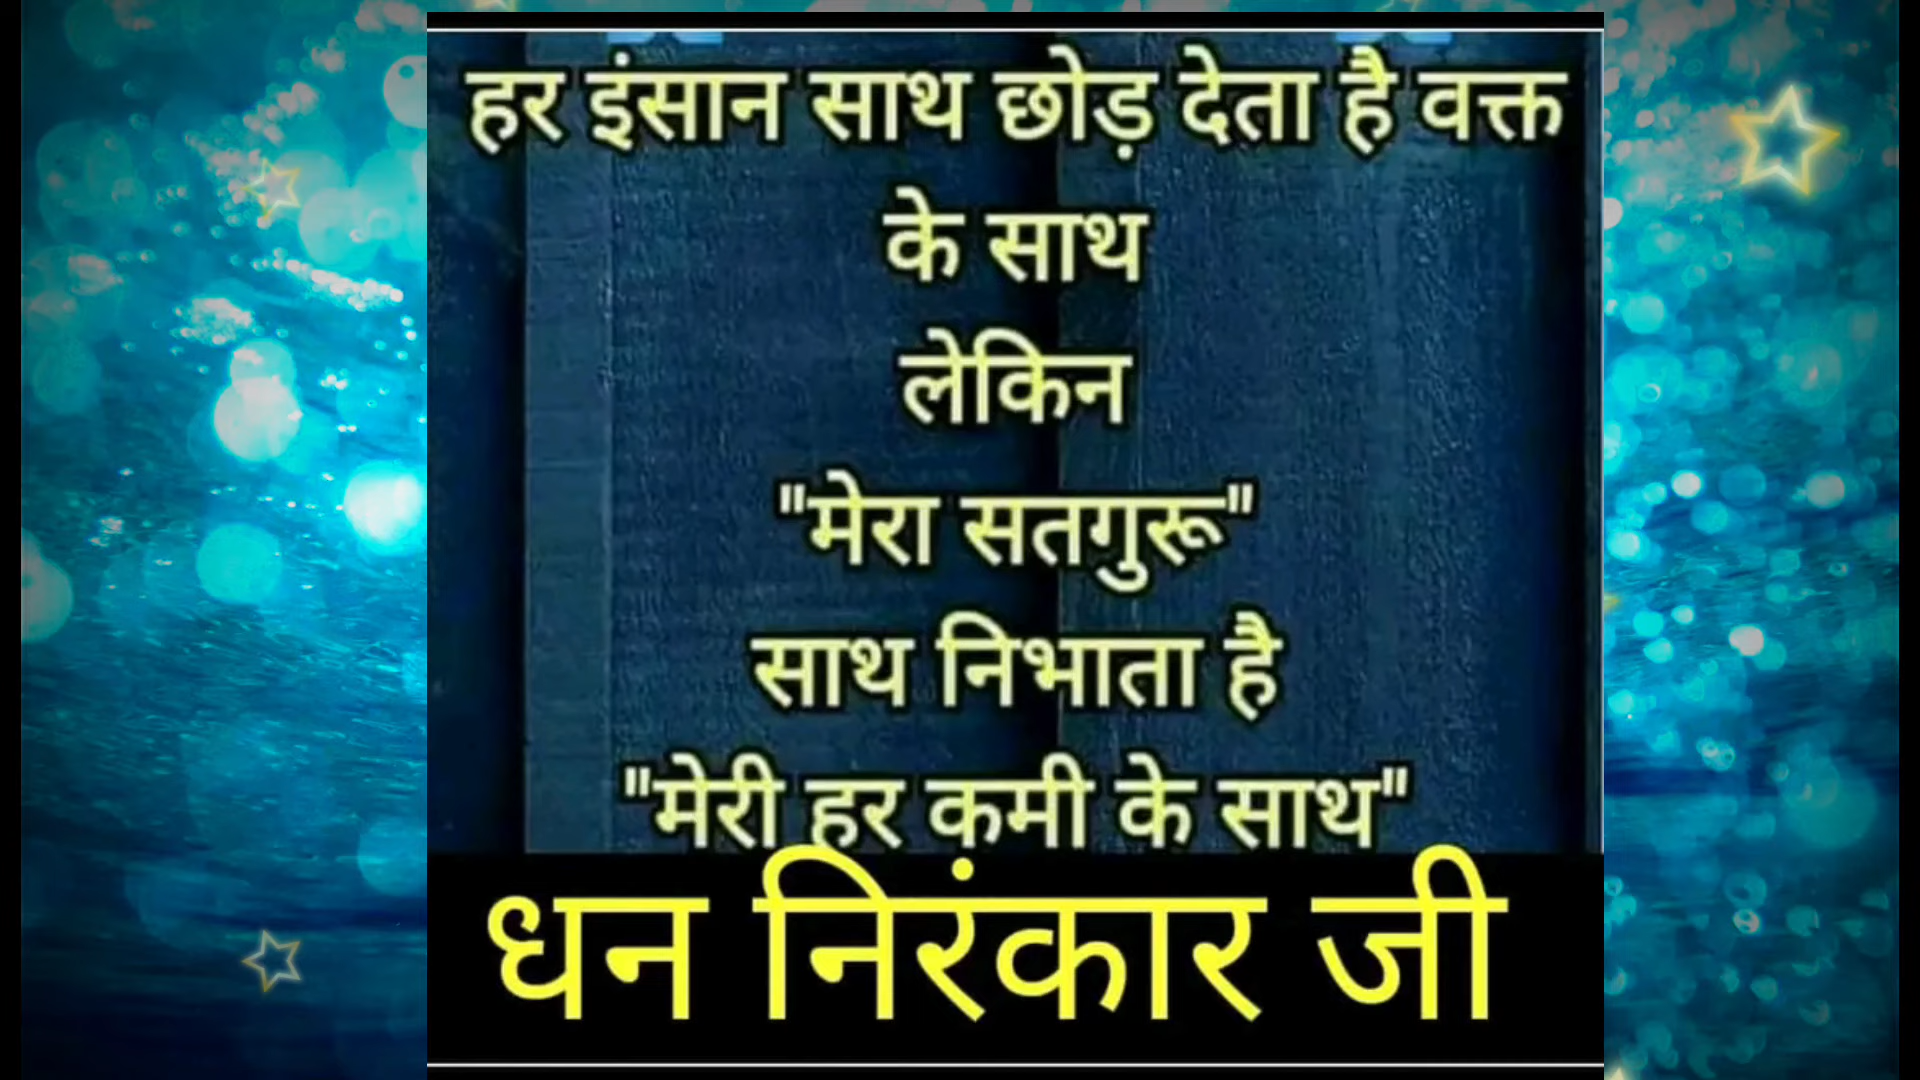 हर इंसान साथ छोड़ देता है वक्त
के साथ
लेकिन
"मेरा सतगुरू"
साथ निभाता है
"मेरी हर कमी के साथ"
धन निरंकार जी